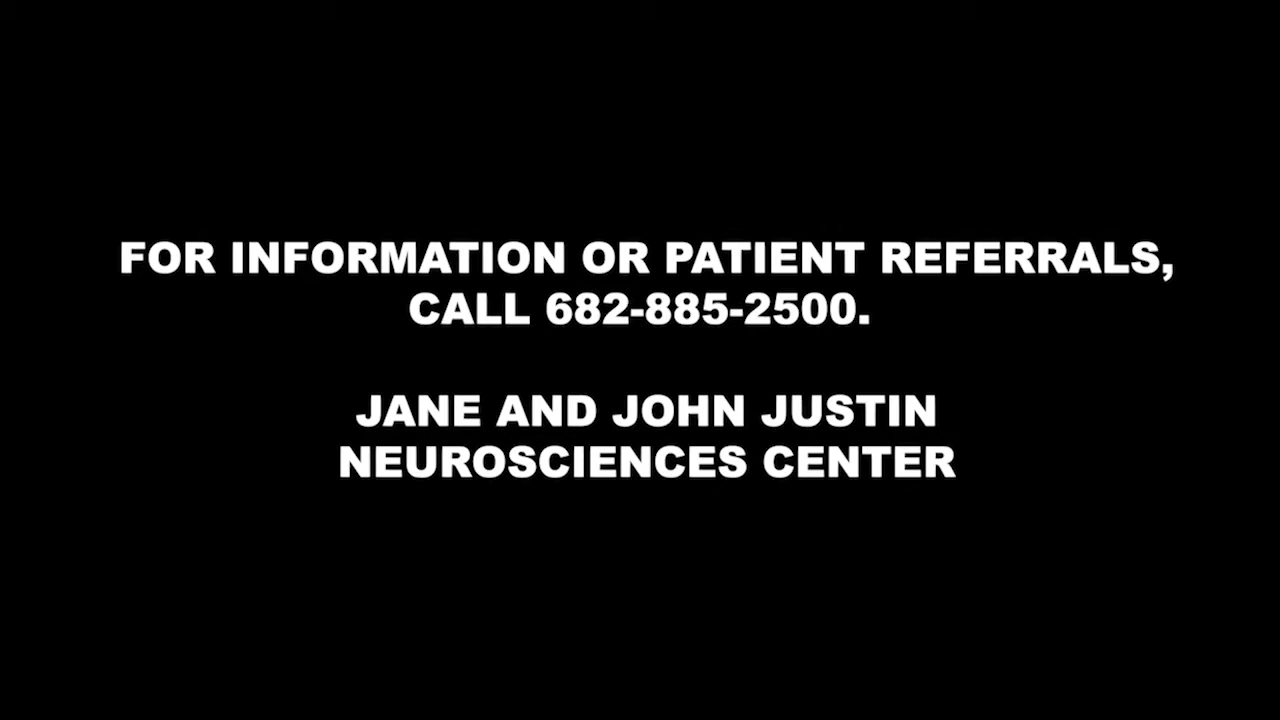 FOR INFORMATION OR PATIENT REFERRALS,
CALL 682-885-2500.
JANE AND JOHN JUSTIN
NEUROSCIENCES CENTER